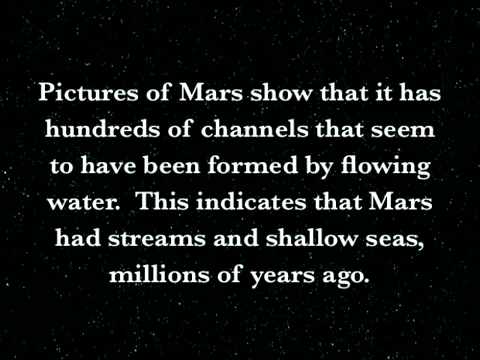 Pictures of Mars show that it has
hundreds of channels that seem
to have been formed by flowing
water.  This indicates that Mars
had streams and shallow seas,
millions of years ago.